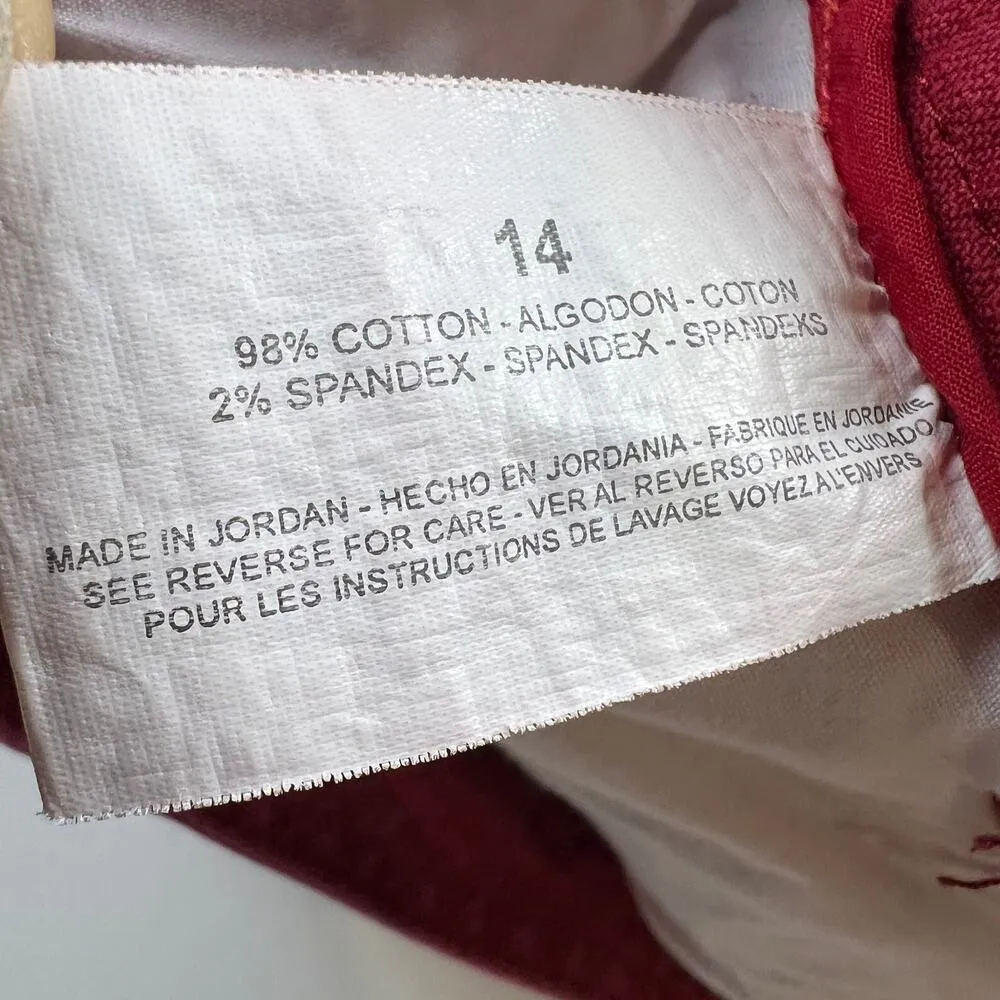 14
98% COTTON - ALGODON - COTON
2% SPANDEX - SPANDEX - SPANDEKS
MADE IN JORDAN - HECHO EN JORDANIA - FABRIQUE EN JORDANIE
SEE REVERSE FOR CARE - VER AL REVERSO PARA EL CUIDADO
POUR LES INSTRUCTIONS DE LAVAGE VOYEZ A L'ENVERS